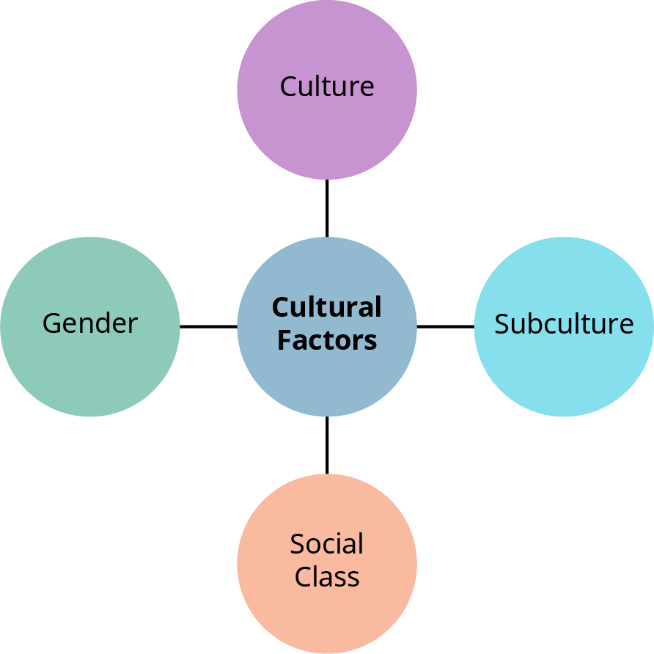 Culture
Gender
Cultural
Factors
Subculture
Social
Class